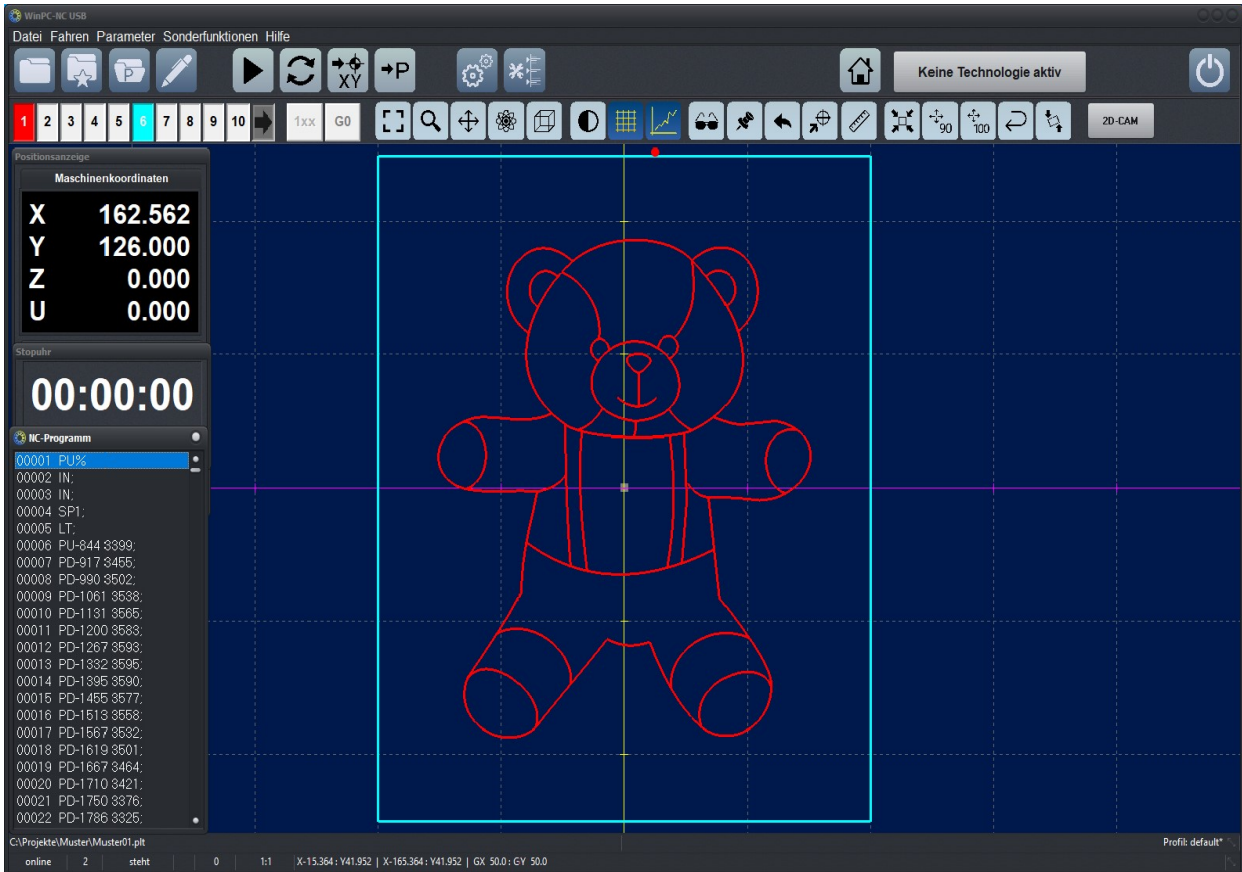 WinPC-NC USB
Datei Fahren Parameter Sonderfunktionen Hilfe
P
XY
P
Keine Technologie aktiv
1 2 3 4 5 6 7 8 9 10
1xx G0
90
100
2D-CAM
Positionsanzeige
Maschinenkoordinaten
X 162.562
Y 126.000
Z 0.000
U 0.000
Stopuhr
00:00:00
NC-Programm
00001 PU%
00002 IN;
00003 IN;
00004 SP1;
00005 LT;
00006 PU-844 3399;
00007 PD-917 3455;
00008 PD-990 3502;
00009 PD-1061 3538;
00010 PD-1131 3565;
00011 PD-1200 3583;
00012 PD-1267 3593;
00013 PD-1332 3595;
00014 PD-1395 3590;
00015 PD-1455 3577;
00016 PD-1513 3558;
00017 PD-1567 3532;
00018 PD-1619 3501;
00019 PD-1667 3464;
00020 PD-1710 3421;
00021 PD-1750 3376;
00022 PD-1786 3325;
C:\Projekte\Muster\Muster01.plt
Profil: default*
online 2 steht 0 1:1 X-15.364 : Y41.952 | X-165.364 : Y41.952 | GX 50.0 : GY 50.0